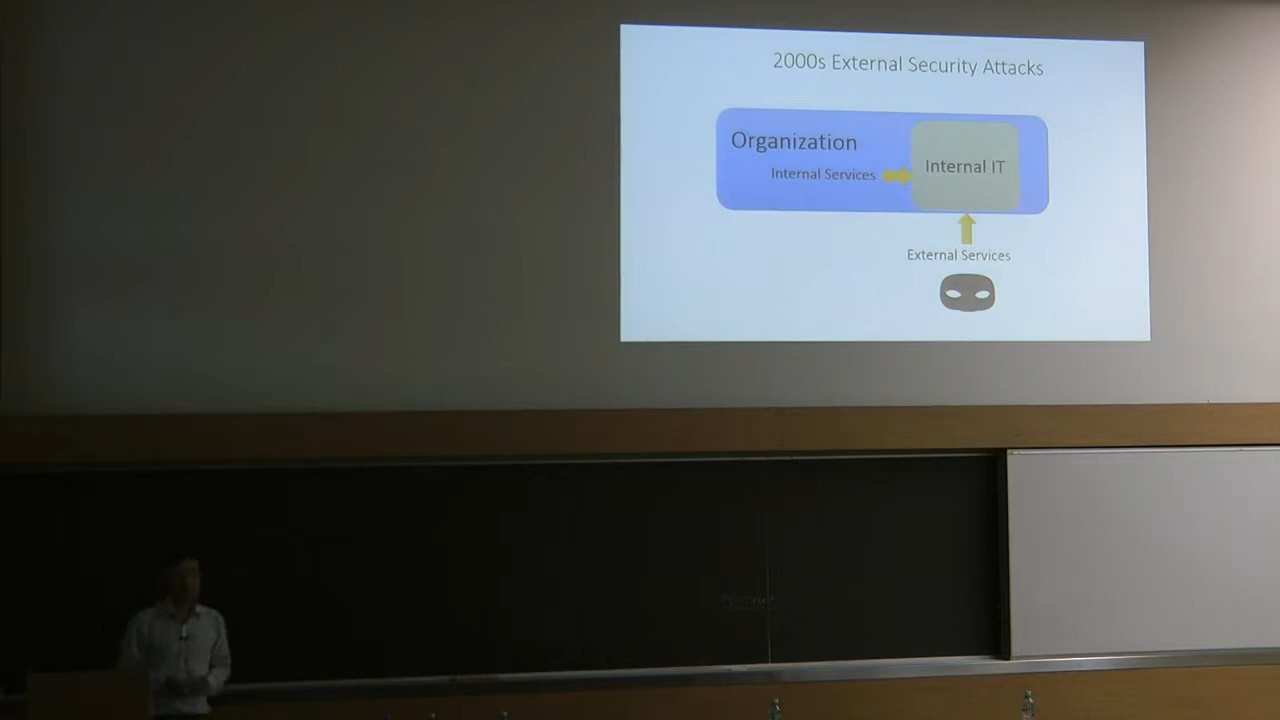 2000s External Security Attacks
Organization
Internal Services
Internal IT
External Services